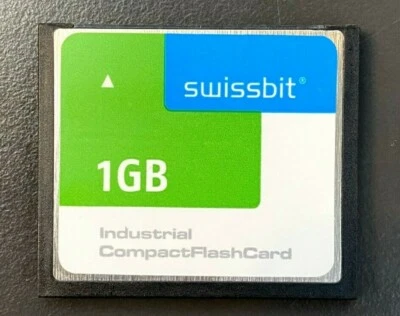 swissbit®
1GB
Industrial
CompactFlashCard